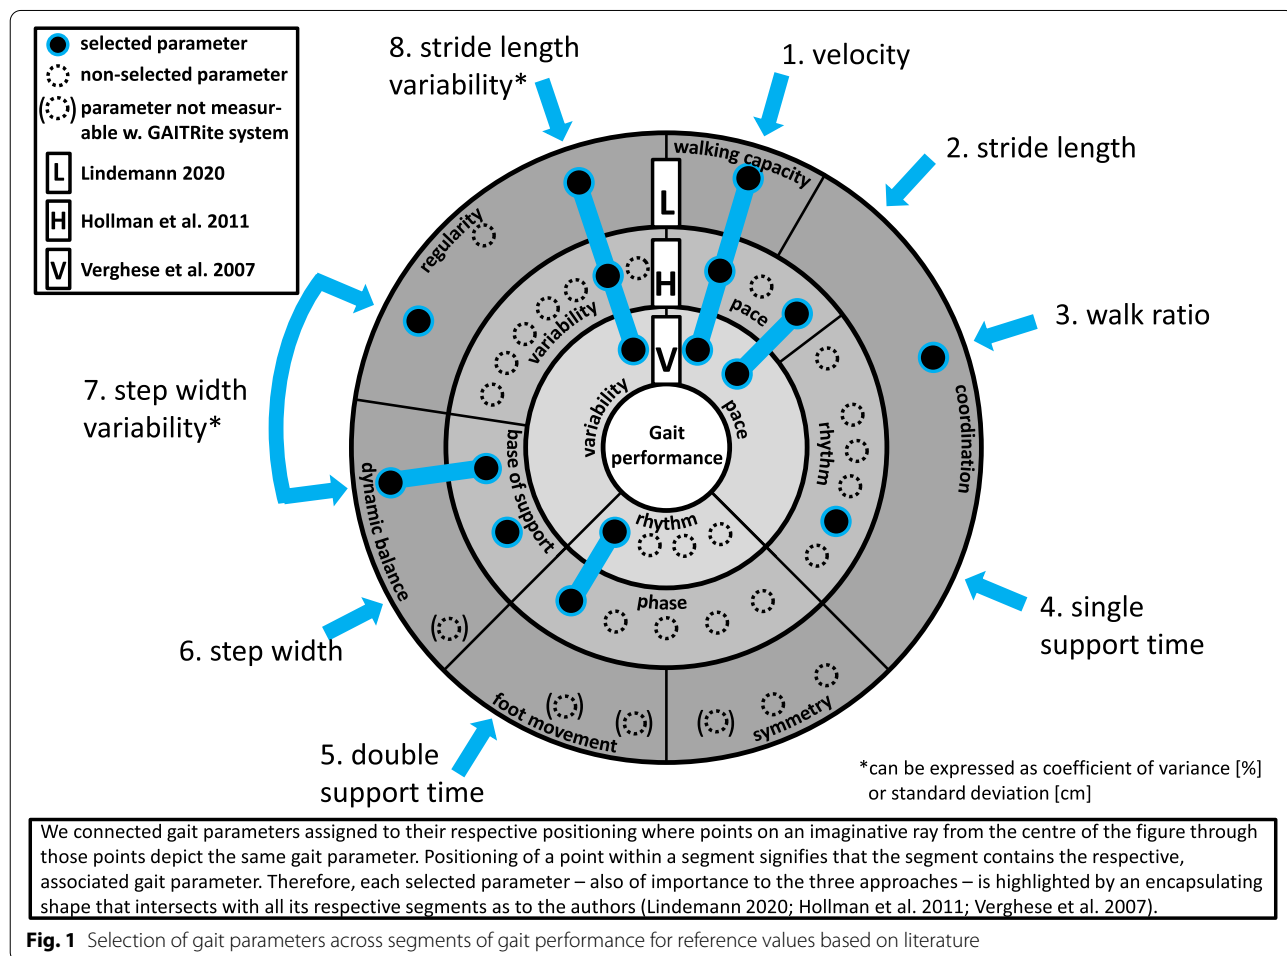 selected parameter
non-selected parameter
parameter not measur-
able w. GAITRite system
L Lindemann 2020
H Hollman et al. 2011
V Verghese et al. 2007
8. stride length
variability*
1. velocity
2. stride length
3. walk ratio
4. single
support time
5. double
support time
6. step width
7. step width
variability*
walking capacity
coordination
symmetry
foot movement
dynamic balance
regularity
L
H
V
pace
rhythm
phase
base of support
variability
pace
rhythm
variability
Gait
performance
*can be expressed as coefficient of variance [%]
or standard deviation [cm]
We connected gait parameters assigned to their respective positioning where points on an imaginative ray from the centre of the figure through
those points depict the same gait parameter. Positioning of a point within a segment signifies that the segment contains the respective,
associated gait parameter. Therefore, each selected parameter – also of importance to the three approaches – is highlighted by an encapsulating
shape that intersects with all its respective segments as to the authors (Lindemann 2020; Hollman et al. 2011; Verghese et al. 2007).
Fig. 1 Selection of gait parameters across segments of gait performance for reference values based on literature